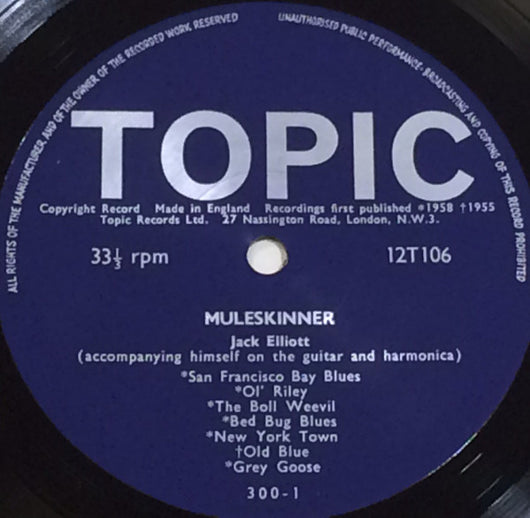 ALL RIGHTS OF THE MANUFACTURER, AND OF THE OWNER OF THE RECORDED WORK RESERVED
UNAUTHORISED PUBLIC PERFORMANCE, BROADCASTING AND COPYING OF THIS RECORD PROHIBITED
TOPIC
Copyright Record Made in England Recordings first published *1958 †1955
Topic Records Ltd. 27 Nassington Road, London, N.W.3.
33⅓ rpm
12T106
MULESKINNER
Jack Elliott
(accompanying himself on the guitar and harmonica)
*San Francisco Bay Blues
*Ol' Riley
*The Boll Weevil
*Bed Bug Blues
*New York Town
†Old Blue
*Grey Goose
300-1